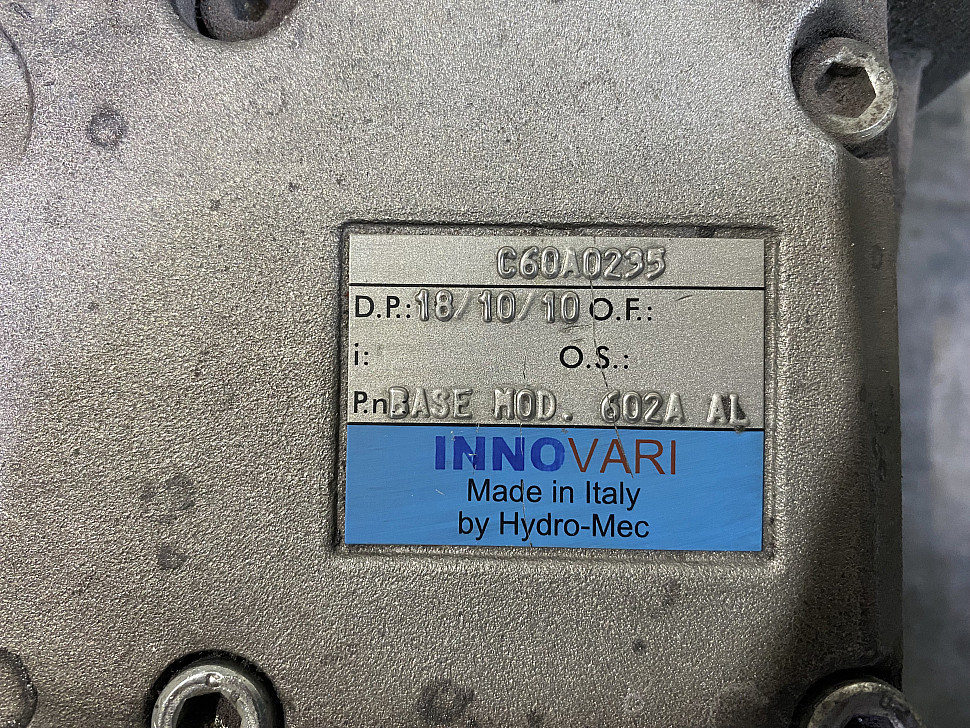 C60A0235
D.P.:18/10/10 O.F.:
i: O.S.:
P.n BASE MOD. 602A AL
INNOVARI
Made in Italy
by Hydro-Mec